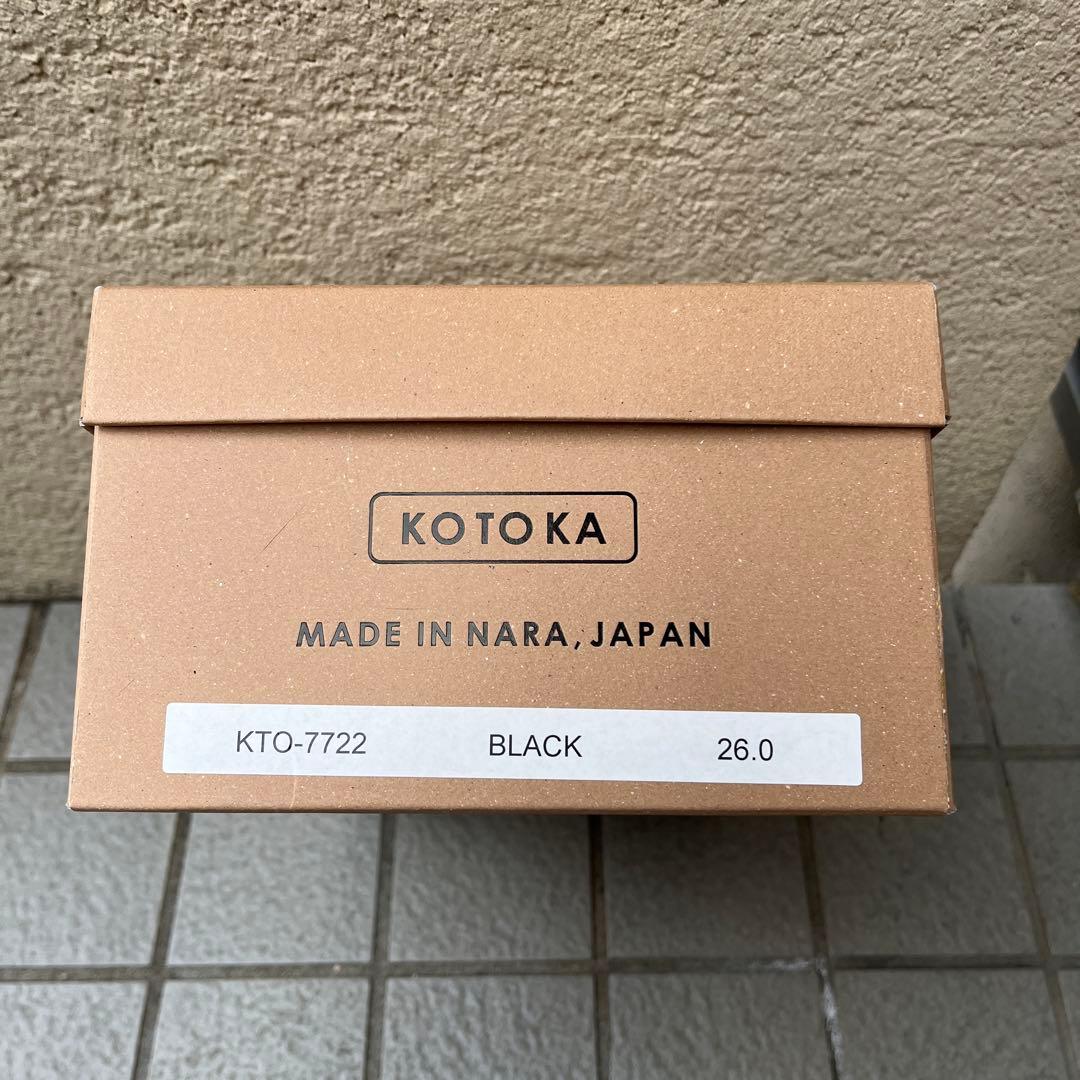 KOTOKA
MADE IN NARA, JAPAN
KTO-7722 BLACK 26.0